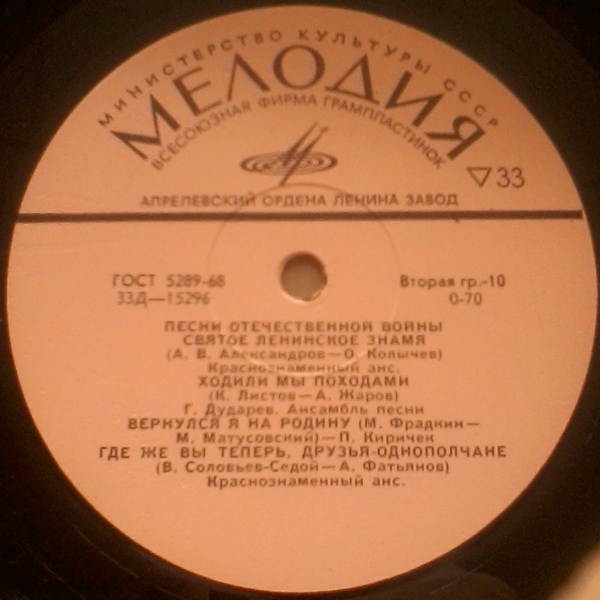 МИНИСТЕРСТВО КУЛЬТУРЫ СССР
МЕЛОДИЯ
ВСЕСОЮЗНАЯ ФИРМА ГРАМПЛАСТИНОК
▽33
АПРЕЛЕВСКИЙ ОРДЕНА ЛЕНИНА ЗАВОД
ГОСТ 5289-68 Вторая гр.-10
33Д—15296 0-70
ПЕСНИ ОТЕЧЕСТВЕННОЙ ВОЙНЫ
СВЯТОЕ ЛЕНИНСКОЕ ЗНАМЯ
(А. В. Александров—О. Колычев)
Краснознаменный анс.
ХОДИЛИ МЫ ПОХОДАМИ
(К. Листов—А. Жаров)
Г. Дударев, Ансамбль песни
ВЕРНУЛСЯ Я НА РОДИНУ (М. Фрадкин—
М. Матусовский)—П. Киричек
ГДЕ ЖЕ ВЫ ТЕПЕРЬ, ДРУЗЬЯ-ОДНОПОЛЧАНЕ
(В. Соловьев-Седой—А. Фатьянов)
Краснознаменный анс.